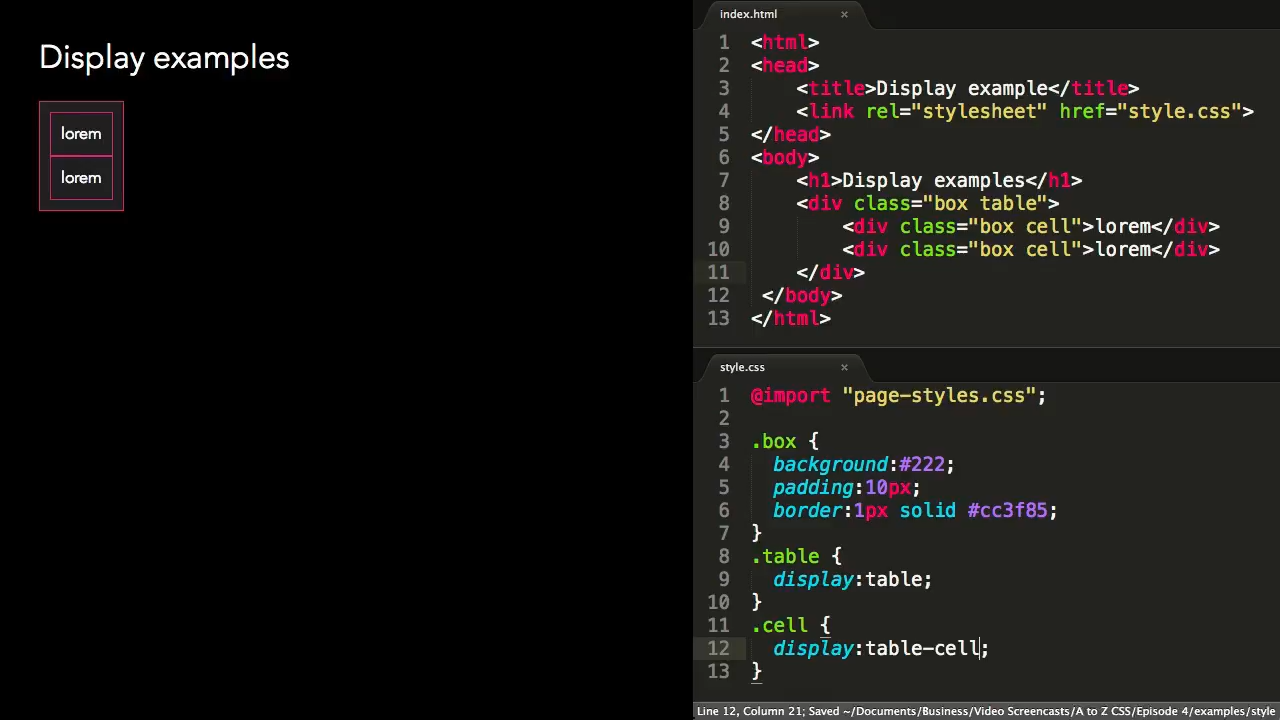 Display examples
lorem
lorem
index.html ×
1 <html>
2 <head>
3 <title>Display example</title>
4 <link rel="stylesheet" href="style.css">
5 </head>
6 <body>
7 <h1>Display examples</h1>
8 <div class="box table">
9 <div class="box cell">lorem</div>
10 <div class="box cell">lorem</div>
11 </div>
12 </body>
13 </html>
style.css ×
1 @import "page-styles.css";
2
3 .box {
4 background:#222;
5 padding:10px;
6 border:1px solid #cc3f85;
7 }
8 .table {
9 display:table;
10 }
11 .cell {
12 display:table-cell;
13 }
Line 12, Column 21; Saved ~/Documents/Business/Video Screencasts/A to Z CSS/Episode 4/examples/style